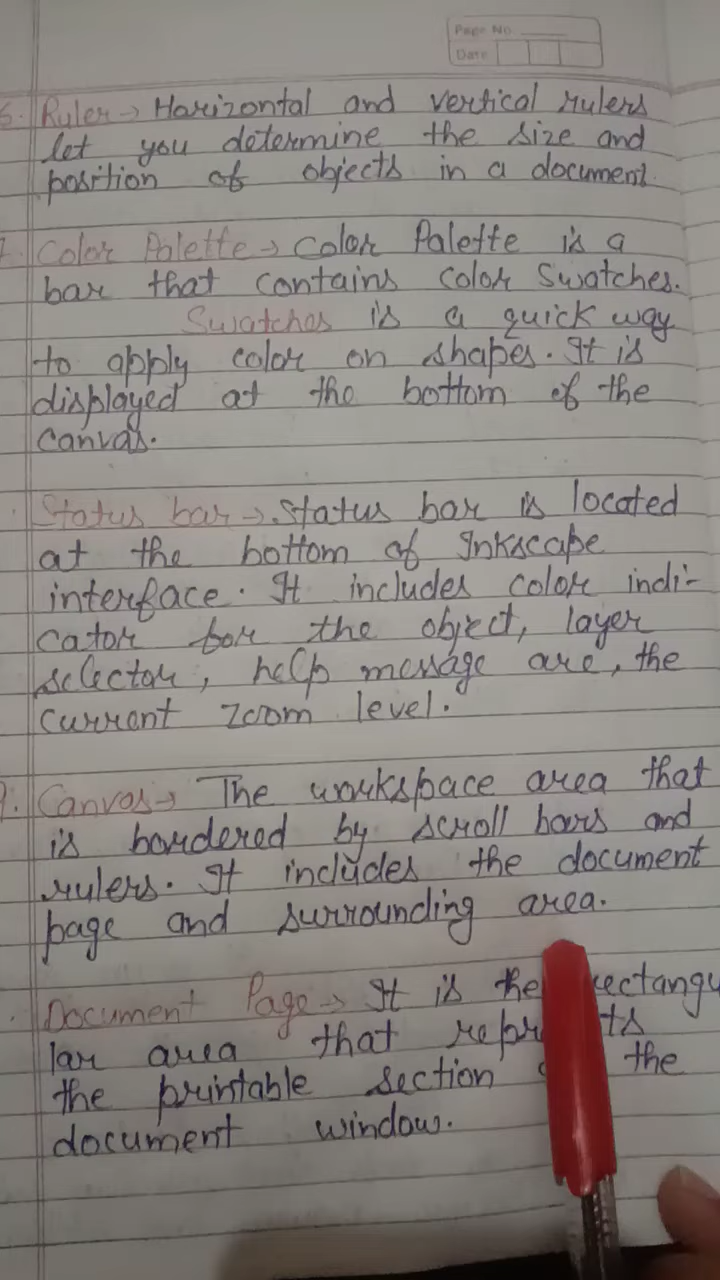 Page No.
Date
6. Ruler → Horizontal and vertical rulers
let you determine the size and
position of objects in a document.
7. Color Palette → Color Palette is a
bar that contains color Swatches.
Swatches is a quick way
to apply color on shapes. It is
displayed at the bottom of the
canvas.
Status bar → Status bar is located
at the bottom of Inkscape
interface. It includes color indi-
cator for the object, layer
selector, help message are, the
current zoom level.
9. Canvas → The workspace area that
is bordered by scroll bars and
rulers. It includes the document
page and surrounding area.
Document Page → It is the rectangu
lar area that repr ts
the printable section the
document window.